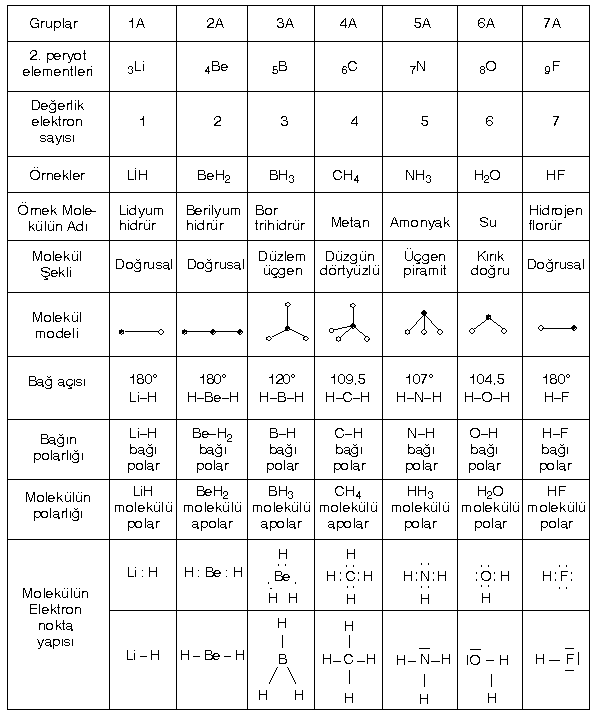 Gruplar 1A 2A 3A 4A 5A 6A 7A
2. peryot elementleri ₃Li ₄Be ₅B ₆C ₇N ₈O ₉F
Değerlik elektron sayısı 1 2 3 4 5 6 7
Örnekler LİH BeH₂ BH₃ CH₄ NH₃ H₂O HF
Örnek Mole-
külün Adı Lidyum hidrür Berilyum hidrür Bor trihidrür Metan Amonyak Su Hidrojen florür
Molekül Şekli Doğrusal Doğrusal Düzlem üçgen Düzgün dörtyüzlü Üçgen piramit Kırık doğru Doğrusal
Molekül modeli
Bağ açısı 180° 180° 120° 109,5 107° 104,5 180°
Li–H H–Be–H H–B–H H–C–H H–N–H H–O–H H–F
Bağın polarlığı Li–H bağı polar Be–H₂ bağı polar B–H bağı polar C–H bağı polar N–H bağı polar O–H bağı polar H–F bağı polar
Molekülün polarlığı LiH molekülü polar BeH₂ molekülü apolar BH₃ molekülü apolar CH₄ molekülü apolar HH₃ molekülü polar H₂O molekülü polar HF molekülü polar
Molekülün Elektron nokta yapısı
H H
Li : H H : Be : H Be H : C : H H : N : H : O : H H : F :
H H H H H
H H
Li – H H – Be – H B H – C – H H – N – H |O – H H – F|
H H H H H